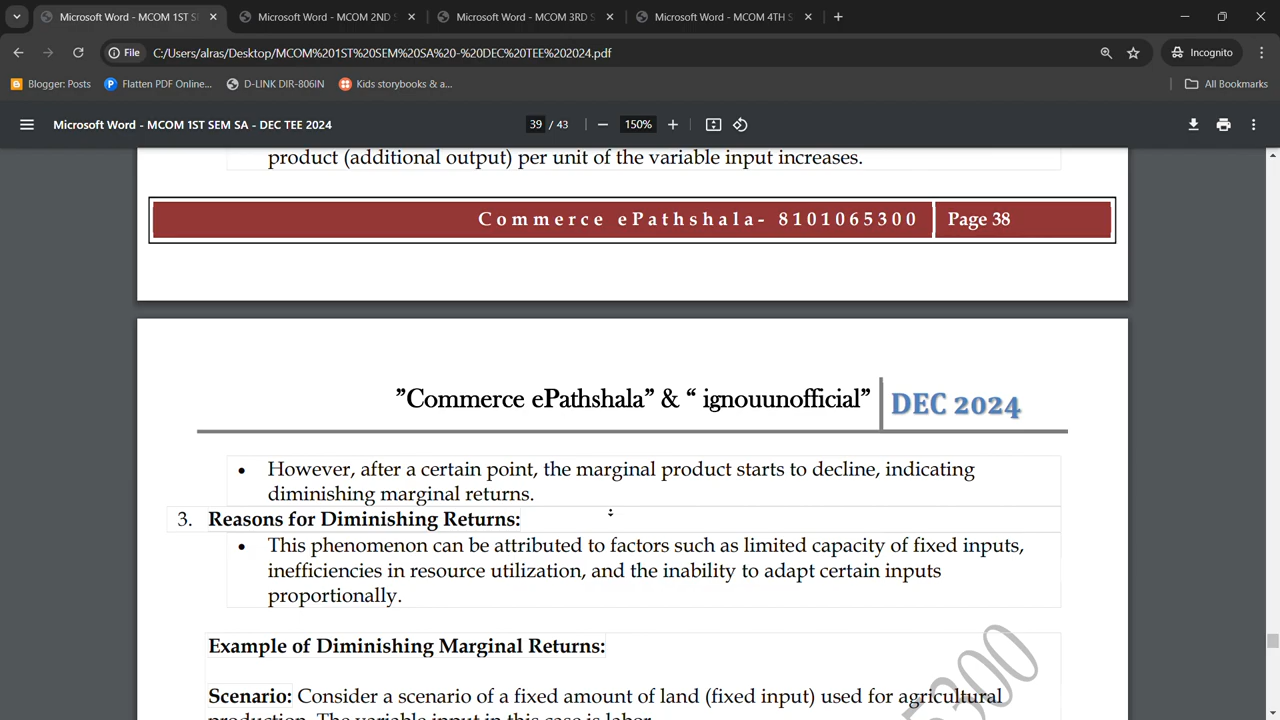 Microsoft Word - MCOM 1ST S
Microsoft Word - MCOM 2ND S
Microsoft Word - MCOM 3RD S
Microsoft Word - MCOM 4TH S
File
C:/Users/alras/Desktop/MCOM%201ST%20SEM%20SA%20-%20DEC%20TEE%202024.pdf
Incognito
Blogger: Posts
Flatten PDF Online...
D-LINK DIR-806IN
Kids storybooks & a...
All Bookmarks
Microsoft Word - MCOM 1ST SEM SA - DEC TEE 2024
39 / 43
150%
product (additional output) per unit of the variable input increases.
Commerce ePathshala- 8101065300 Page 38
”Commerce ePathshala” & “ ignouunofficial” DEC 2024
• However, after a certain point, the marginal product starts to decline, indicating
diminishing marginal returns.
3. Reasons for Diminishing Returns:
• This phenomenon can be attributed to factors such as limited capacity of fixed inputs,
inefficiencies in resource utilization, and the inability to adapt certain inputs
proportionally.
Example of Diminishing Marginal Returns:
Scenario: Consider a scenario of a fixed amount of land (fixed input) used for agricultural
production. The variable input in this case is labor.